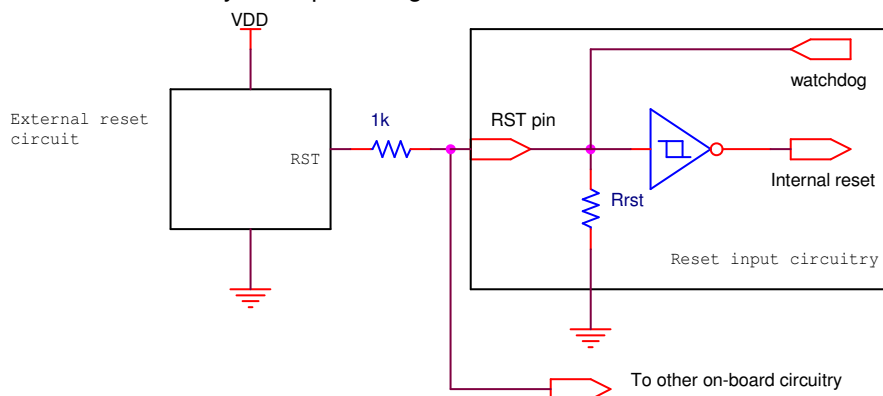 VDD
External reset
circuit
RST
1k
RST pin
watchdog
Internal reset
Rrst
Reset input circuitry
To other on-board circuitry